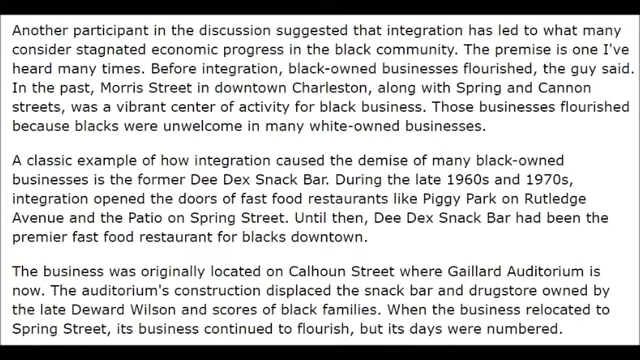 Another participant in the discussion suggested that integration has led to what many
consider stagnated economic progress in the black community. The premise is one I've
heard many times. Before integration, black-owned businesses flourished, the guy said.
In the past, Morris Street in downtown Charleston, along with Spring and Cannon
streets, was a vibrant center of activity for black business. Those businesses flourished
because blacks were unwelcome in many white-owned businesses.
A classic example of how integration caused the demise of many black-owned
businesses is the former Dee Dex Snack Bar. During the late 1960s and 1970s,
integration opened the doors of fast food restaurants like Piggy Park on Rutledge
Avenue and the Patio on Spring Street. Until then, Dee Dex Snack Bar had been the
premier fast food restaurant for blacks downtown.
The business was originally located on Calhoun Street where Gaillard Auditorium is
now. The auditorium's construction displaced the snack bar and drugstore owned by
the late Deward Wilson and scores of black families. When the business relocated to
Spring Street, its business continued to flourish, but its days were numbered.